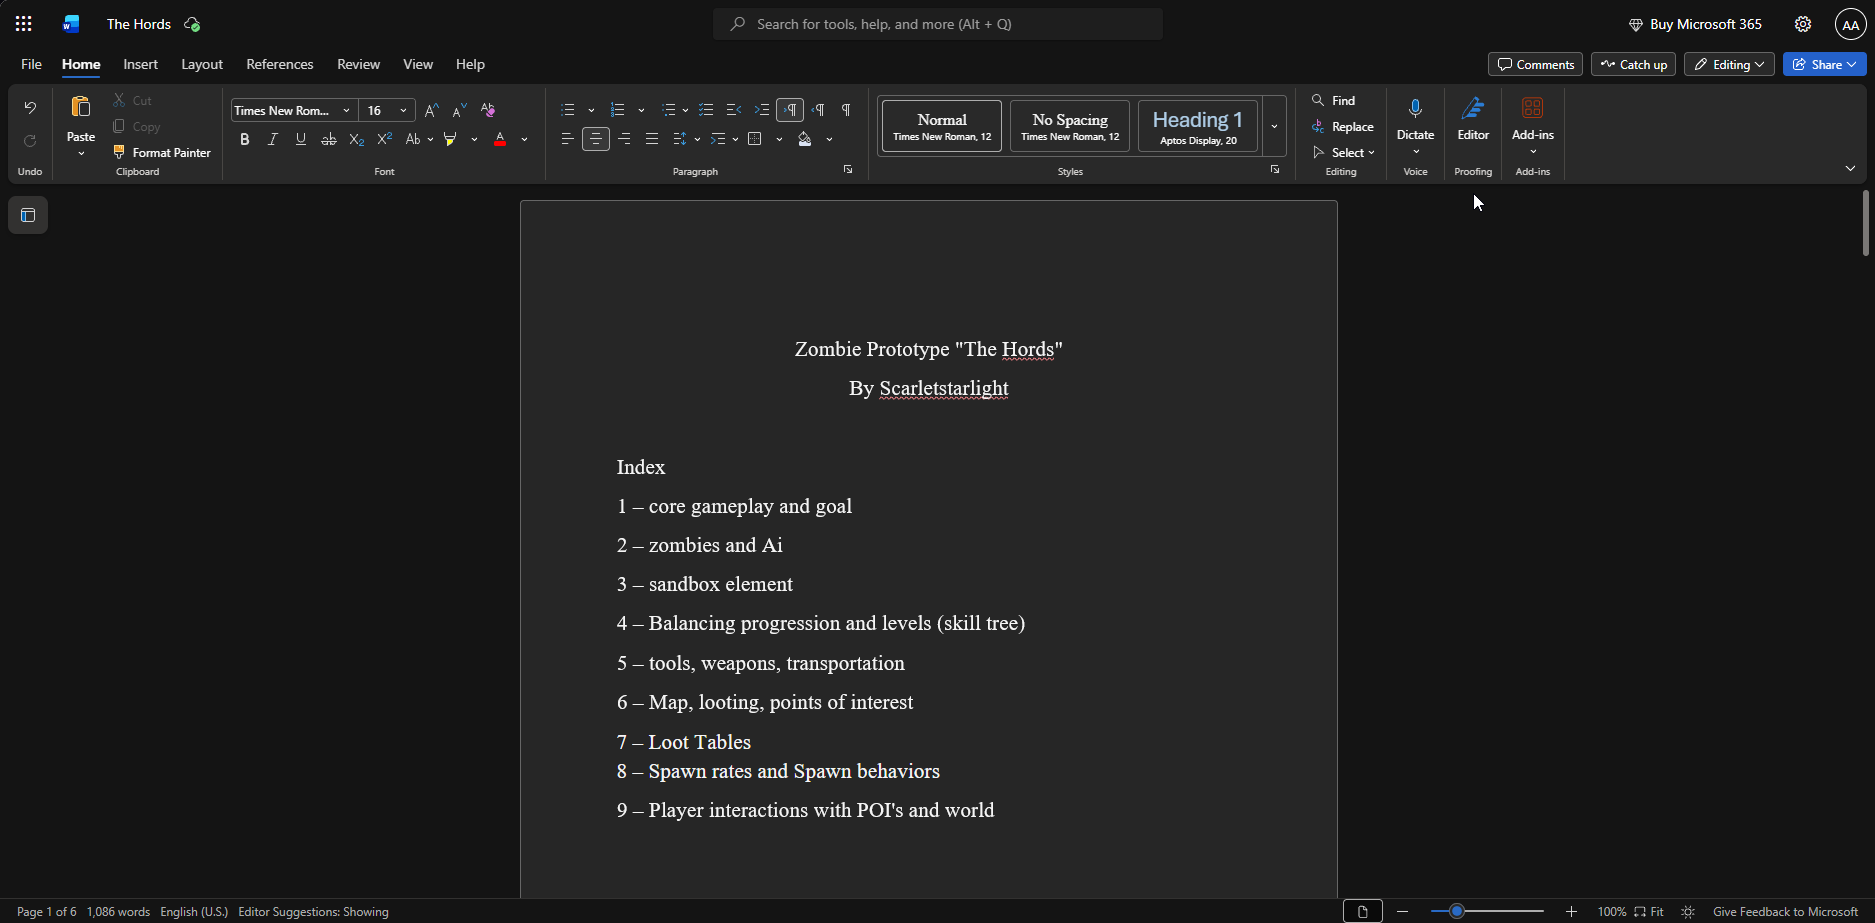 The Hords
Search for tools, help, and more (Alt + Q)
Buy Microsoft 365
AA
File Home Insert Layout References Review View Help
Comments Catch up Editing Share
Paste
Cut
Copy
Format Painter
Times New Rom... 16
Normal
Times New Roman, 12
No Spacing
Times New Roman, 12
Heading 1
Aptos Display, 20
Find
Replace
Select
Dictate
Editor
Add-ins
Undo Clipboard Font Paragraph Styles Editing Voice Proofing Add-ins
Zombie Prototype "The Hords"
By Scarletstarlight
Index
1 – core gameplay and goal
2 – zombies and Ai
3 – sandbox element
4 – Balancing progression and levels (skill tree)
5 – tools, weapons, transportation
6 – Map, looting, points of interest
7 – Loot Tables
8 – Spawn rates and Spawn behaviors
9 – Player interactions with POI's and world
Page 1 of 6 1,086 words English (U.S.) Editor Suggestions: Showing 100% Fit Give Feedback to Microsoft